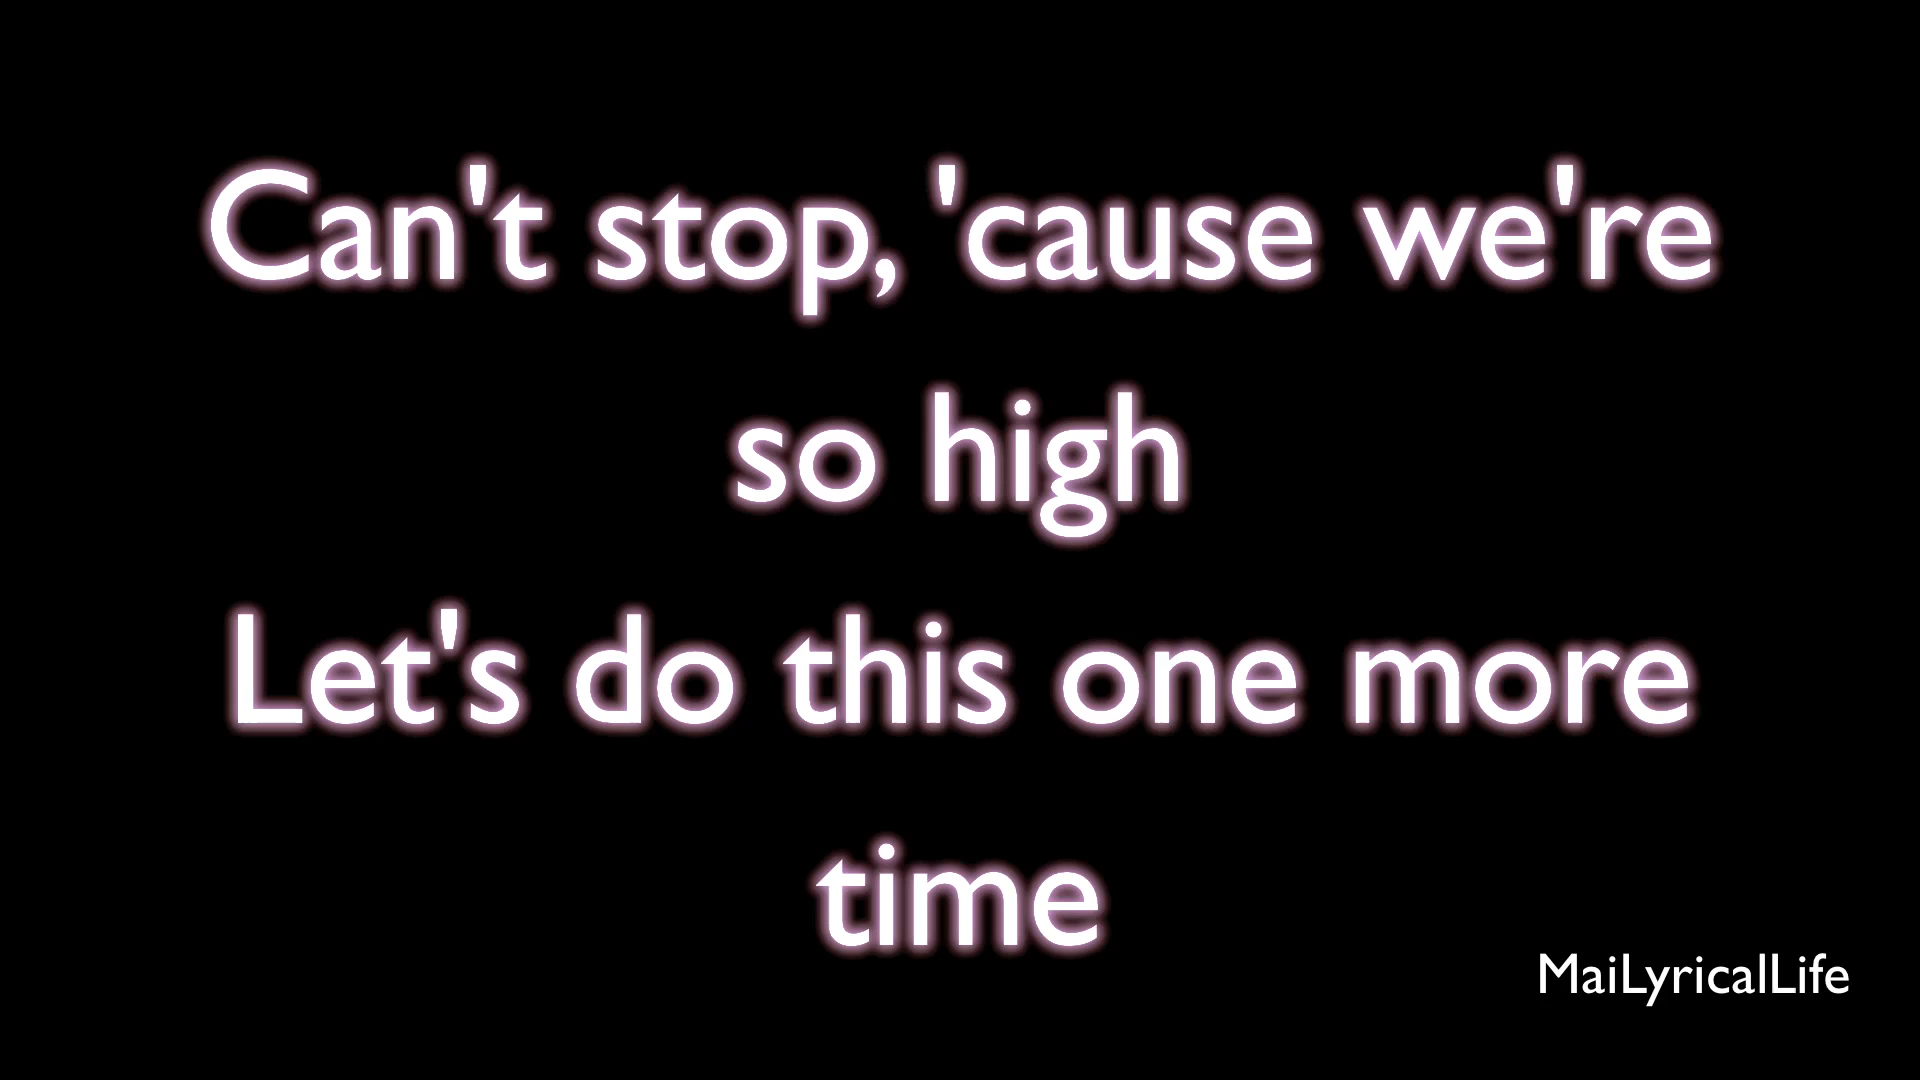 Can't stop, 'cause we're
so high
Let's do this one more
time
MaiLyricalLife